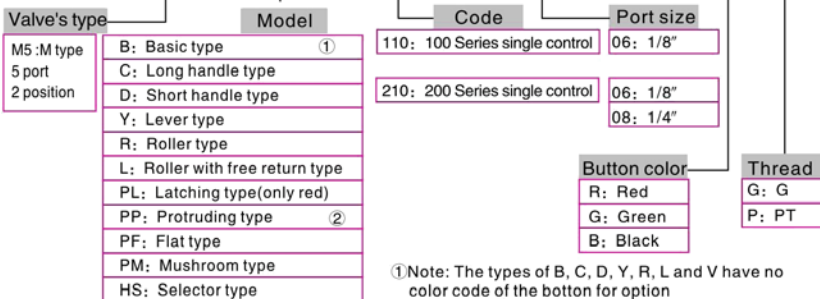 Valve's type
M5 :M type
5 port
2 position
Model
B: Basic type ①
C: Long handle type
D: Short handle type
Y: Lever type
R: Roller type
L: Roller with free return type
PL: Latching type(only red)
PP: Protruding type ②
PF: Flat type
PM: Mushroom type
HS: Selector type
Code
110: 100 Series single control
210: 200 Series single control
Port size
06: 1/8″
06: 1/8″
08: 1/4″
Button color
R: Red
G: Green
B: Black
Thread
G: G
P: PT
①Note: The types of B, C, D, Y, R, L and V have no
color code of the botton for option